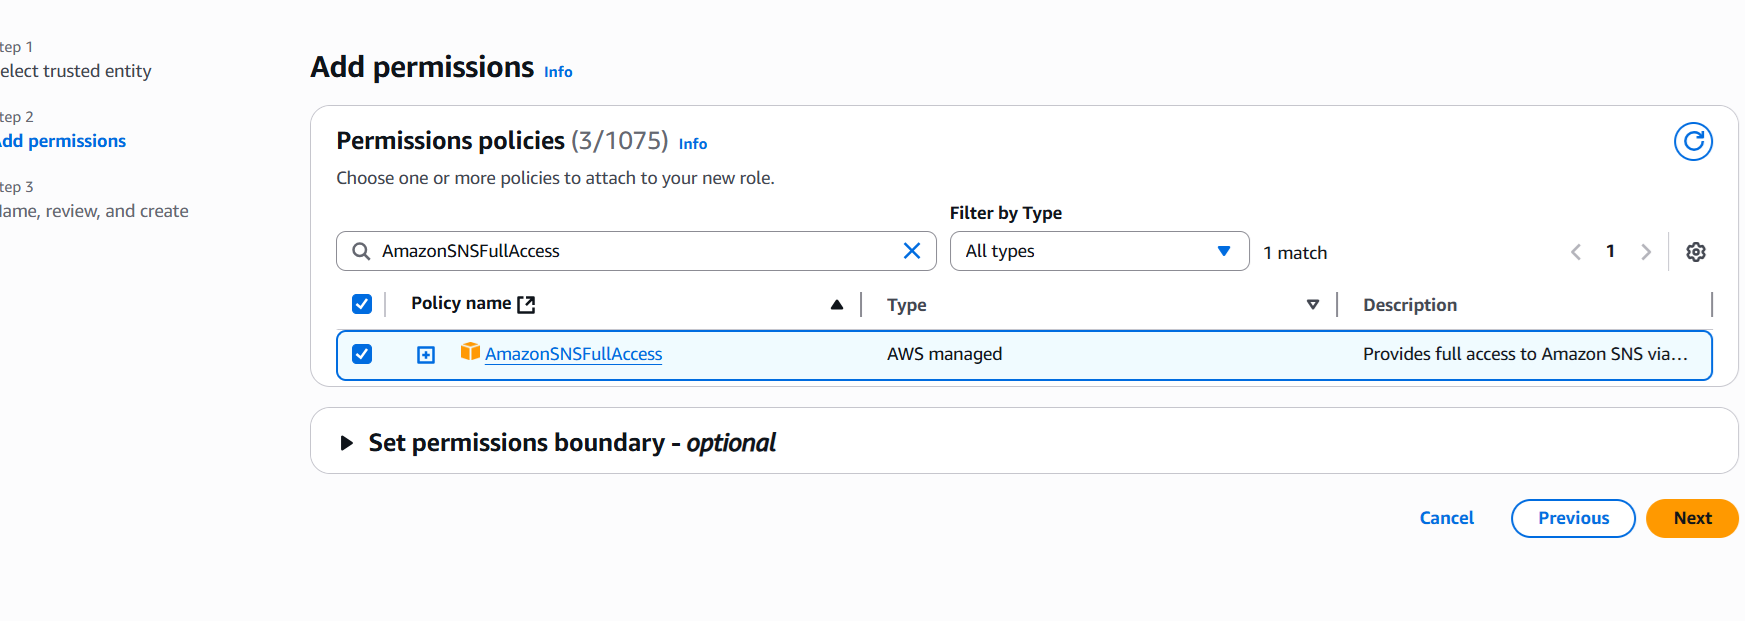 tep 1
elect trusted entity
tep 2
dd permissions
tep 3
ame, review, and create
Add permissions Info
Permissions policies (3/1075) Info
Choose one or more policies to attach to your new role.
Filter by Type
AmazonSNSFullAccess
All types
1 match
1
Policy name
Type
Description
AmazonSNSFullAccess
AWS managed
Provides full access to Amazon SNS via...
Set permissions boundary - optional
Cancel
Previous
Next